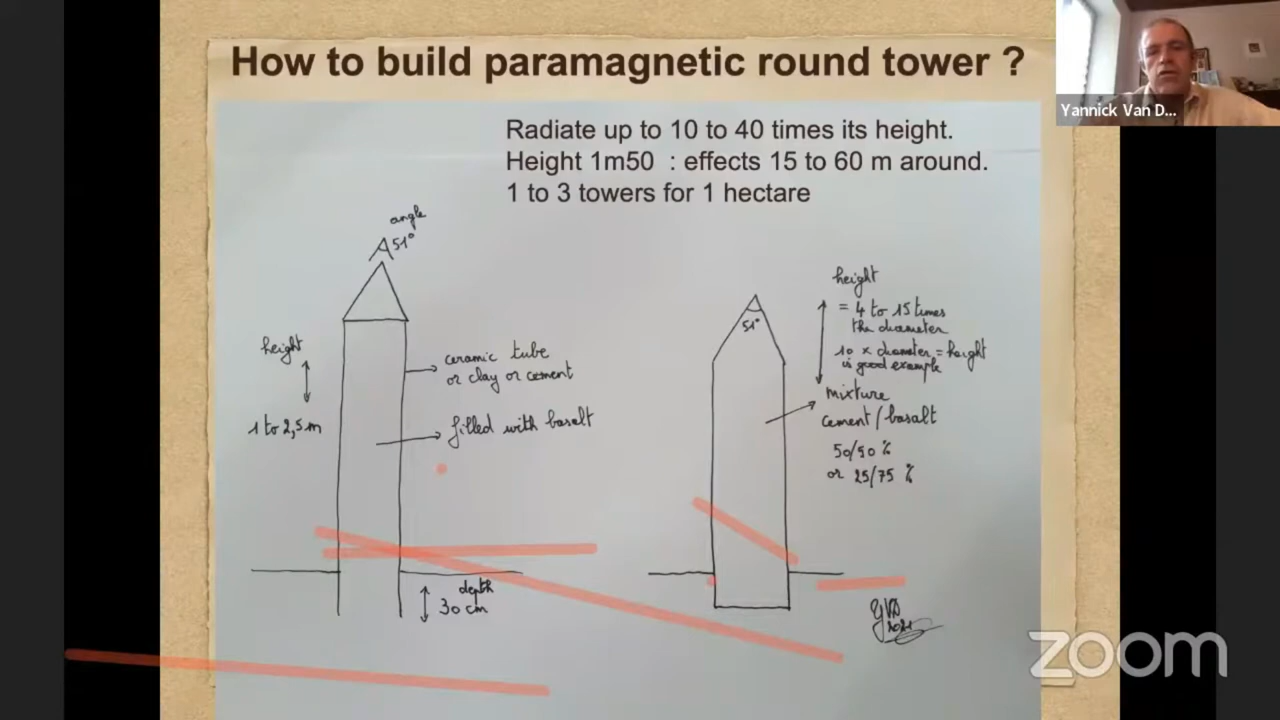 How to build paramagnetic round tower ?
Yannick Van D...
Radiate up to 10 to 40 times its height.
Height 1m50 : effects 15 to 60 m around.
1 to 3 towers for 1 hectare
angle
51°
height
1 to 2,5 m
ceramic tube
or clay or cement
filled with basalt
depth
30 cm
51°
height
= 4 to 15 times
the diameter
10 x diameter = height
is good example
mixture
cement/basalt
50/50 %
or 25/75 %
YVD
2021
zoom